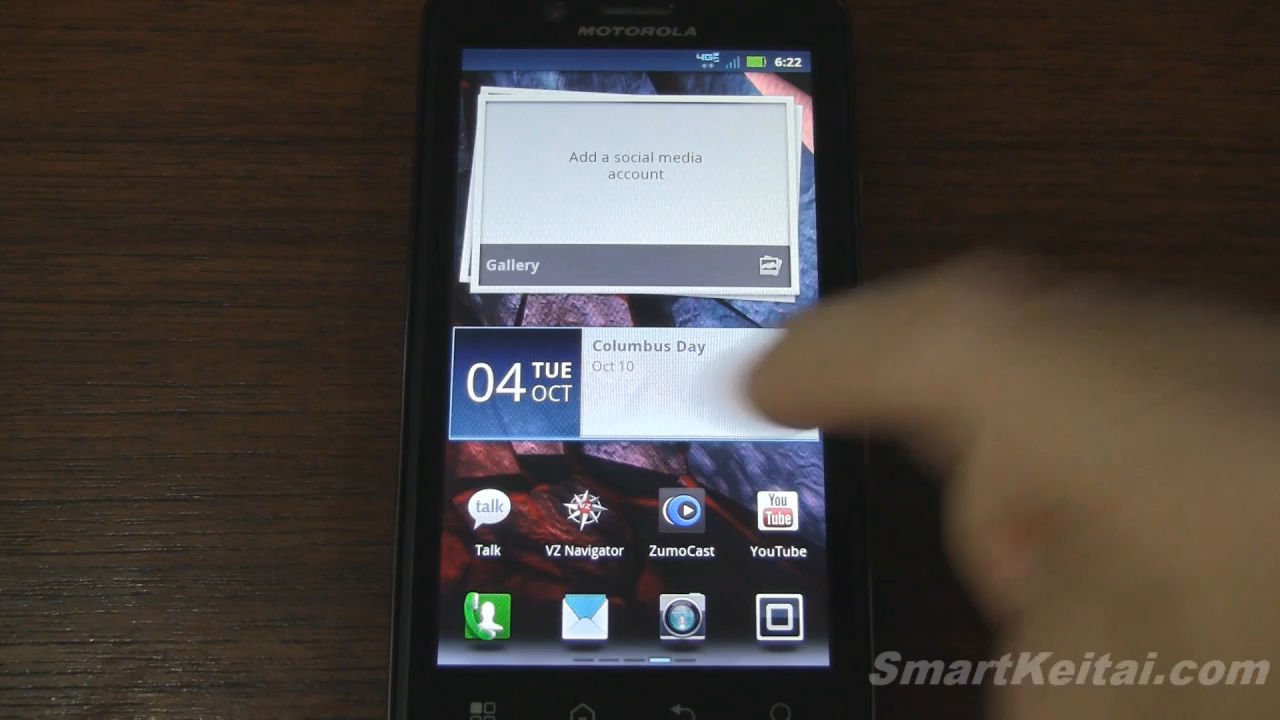 MOTOROLA
4G
6:22
Add a social media
account
Gallery
04 TUE
OCT
Columbus Day
Oct 10
talk
VZ
You
Tube
Talk
VZ Navigator
ZumoCast
YouTube
SmartKeitai.com